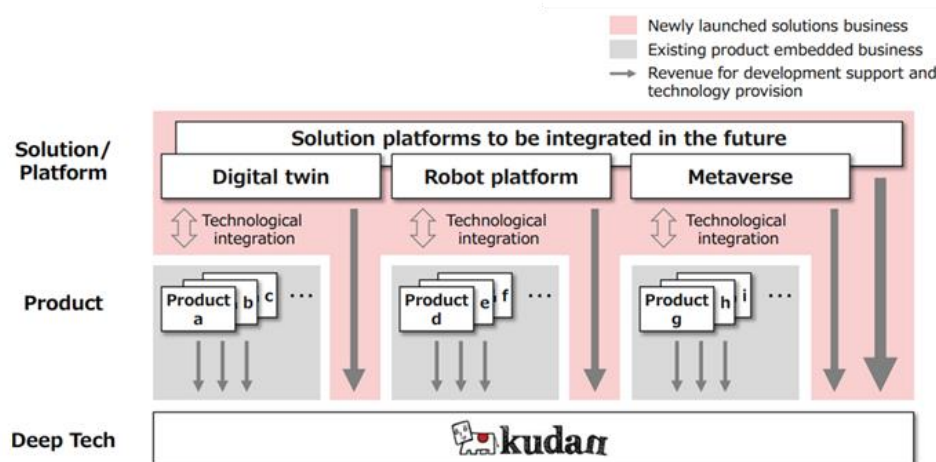 Newly launched solutions business
Existing product embedded business
Revenue for development support and
technology provision
Solution/
Platform
Solution platforms to be integrated in the future
Digital twin
Robot platform
Metaverse
Technological
integration
Technological
integration
Technological
integration
Product
Product
a
b
c
...
Product
d
e
f
...
Product
g
h
i
...
Deep Tech
kudan